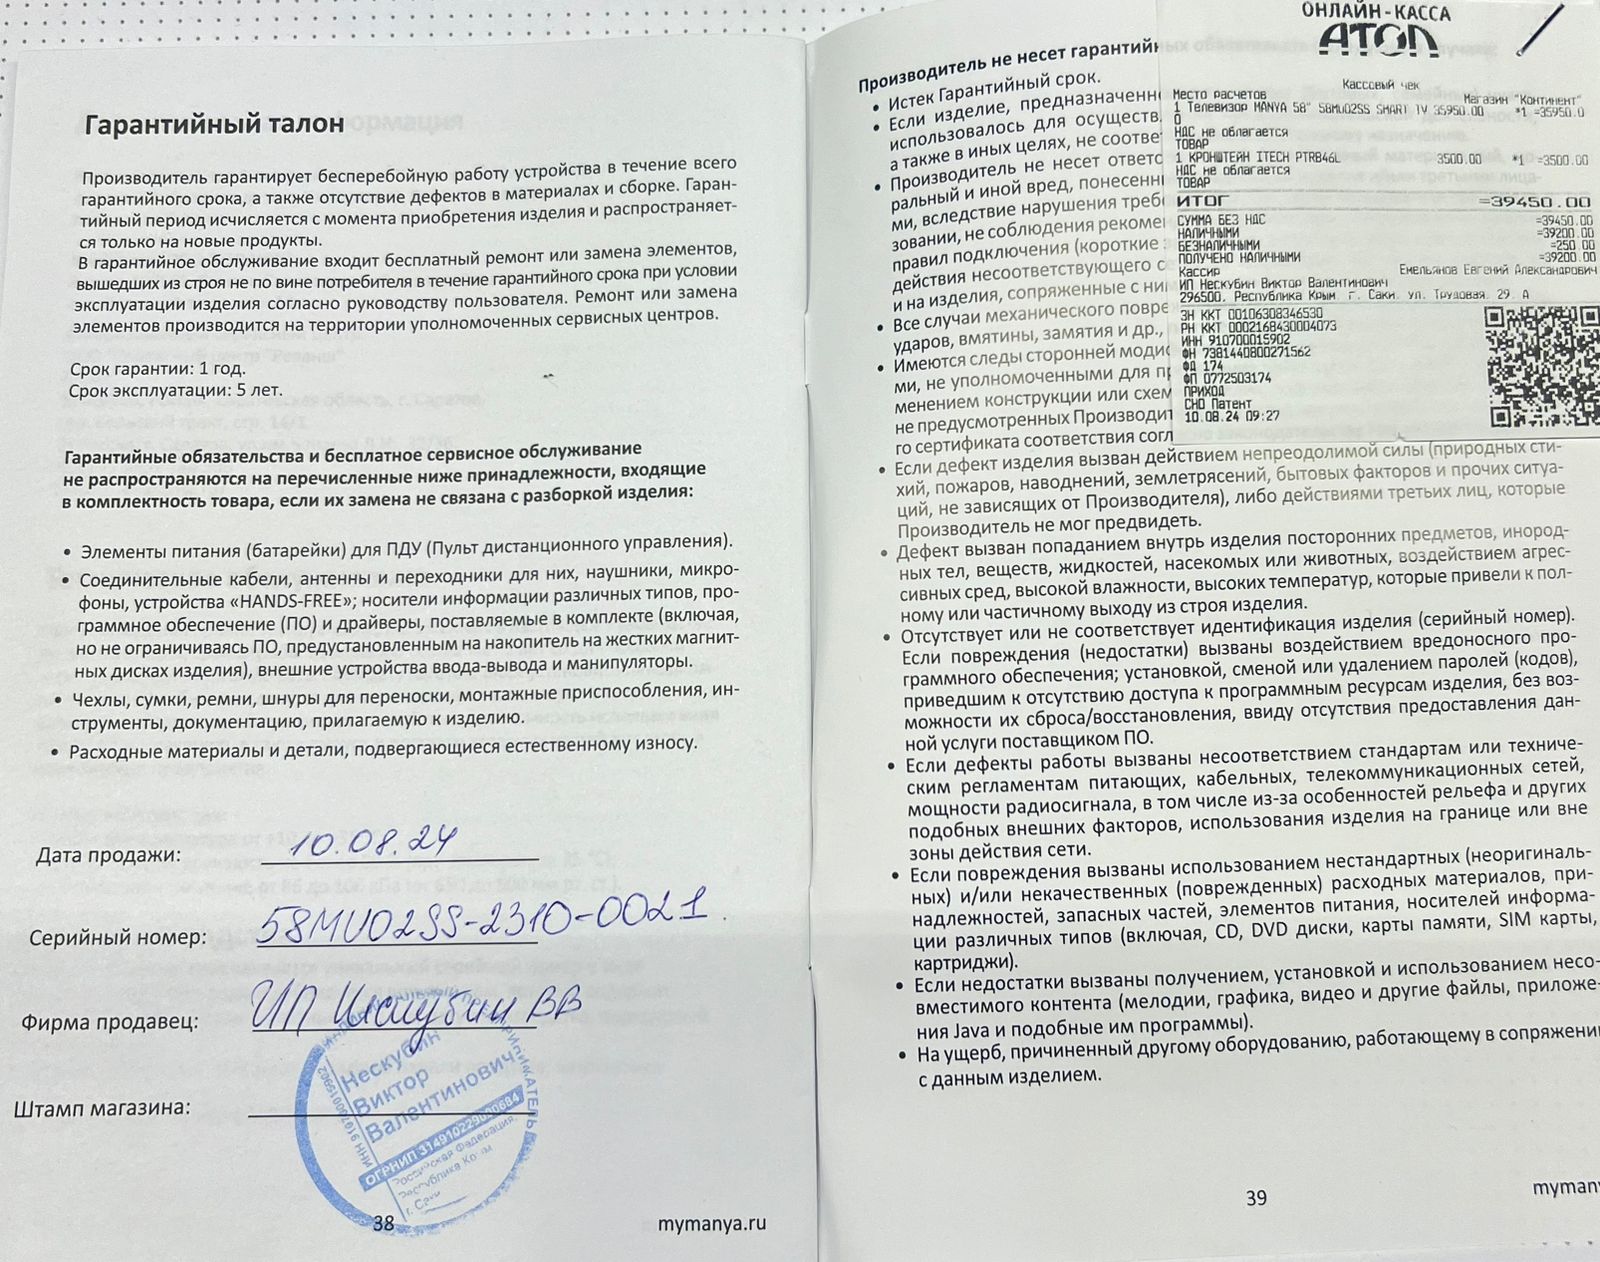 Гарантийный талон
Производитель гарантирует бесперебойную работу устройства в течение всего
гарантийного срока, а также отсутствие дефектов в материалах и сборке. Гаран-
тийный период исчисляется с момента приобретения изделия и распространяет-
ся только на новые продукты.
В гарантийное обслуживание входит бесплатный ремонт или замена элементов,
вышедших из строя не по вине потребителя в течение гарантийного срока при условии
эксплуатации изделия согласно руководству пользователя. Ремонт или замена
элементов производится на территории уполномоченных сервисных центров.
Срок гарантии: 1 год.
Срок эксплуатации: 5 лет.
Гарантийные обязательства и бесплатное сервисное обслуживание
не распространяются на перечисленные ниже принадлежности, входящие
в комплектность товара, если их замена не связана с разборкой изделия:
• Элементы питания (батарейки) для ПДУ (Пульт дистанционного управления).
• Соединительные кабели, антенны и переходники для них, наушники, микро-
фоны, устройства «HANDS-FREE»; носители информации различных типов, про-
граммное обеспечение (ПО) и драйверы, поставляемые в комплекте (включая,
но не ограничиваясь ПО, предустановленным на накопитель на жестких магнит-
ных дисках изделия), внешние устройства ввода-вывода и манипуляторы.
• Чехлы, сумки, ремни, шнуры для переноски, монтажные приспособления, ин-
струменты, документацию, прилагаемую к изделию.
• Расходные материалы и детали, подвергающиеся естественному износу.
Дата продажи: 10.08.24
Серийный номер: 58MU02SS-2310-0021
Фирма продавец: ИП Нескубин ВВ
Штамп магазина:
Нескубин
Виктор
Валентинович
ОГРНИП 314910229000684
ИНН 910700015902
Российская Федерация
Республика Крым
г. Саки
38
mymanya.ru
Производитель не несет гарантийн
• Истек Гарантийный срок.
• Если изделие, предназначенн
использовалось для осуществ
а также в иных целях, не соотве
• Производитель не несет ответс
ральный и иной вред, понесенн
ми, вследствие нарушения треб
зовании, не соблюдения рекоме
правил подключения (короткие
действия несоответствующего с
и на изделия, сопряженные с ни
• Все случаи механического повре
ударов, вмятины, замятия и др.,
• Имеются следы сторонней моди
ми, не уполномоченными для п
менением конструкции или схем
не предусмотренных Производит
го сертификата соответствия согл
• Если дефект изделия вызван действием непреодолимой силы (природных сти-
хий, пожаров, наводнений, землетрясений, бытовых факторов и прочих ситуа-
ций, не зависящих от Производителя), либо действиями третьих лиц, которые
Производитель не мог предвидеть.
• Дефект вызван попаданием внутрь изделия посторонних предметов, инород-
ных тел, веществ, жидкостей, насекомых или животных, воздействием агрес-
сивных сред, высокой влажности, высоких температур, которые привели к пол-
ному или частичному выходу из строя изделия.
• Отсутствует или не соответствует идентификация изделия (серийный номер).
Если повреждения (недостатки) вызваны воздействием вредоносного про-
граммного обеспечения; установкой, сменой или удалением паролей (кодов),
приведшим к отсутствию доступа к программным ресурсам изделия, без воз-
можности их сброса/восстановления, ввиду отсутствия предоставления дан-
ной услуги поставщиком ПО.
• Если дефекты работы вызваны несоответствием стандартам или техниче-
ским регламентам питающих, кабельных, телекоммуникационных сетей,
мощности радиосигнала, в том числе из-за особенностей рельефа и других
подобных внешних факторов, использования изделия на границе или вне
зоны действия сети.
• Если повреждения вызваны использованием нестандартных (неоригиналь-
ных) и/или некачественных (поврежденных) расходных материалов, при-
надлежностей, запасных частей, элементов питания, носителей информа-
ции различных типов (включая, CD, DVD диски, карты памяти, SIM карты,
картриджи).
• Если недостатки вызваны получением, установкой и использованием несо-
вместимого контента (мелодии, графика, видео и другие файлы, приложе-
ния Java и подобные им программы).
• На ущерб, причиненный другому оборудованию, работающему в сопряжении
с данным изделием.
39
myman
ОНЛАЙН-КАССА
АТОЛ
Кассовый чек
Место расчетов Магазин "Континент"
1 Телевизор MANYA 58" 58MU02SS SMART TV 35950.00 *1 =35950.0
0
НДС не облагается
ТОВАР
1 КРОНШТЕЙН ITECH PTRB46L 3500.00 *1 =3500.00
НДС не облагается
ТОВАР
ИТОГ =39450.00
СУММА БЕЗ НДС =39450.00
НАЛИЧНЫМИ =39200.00
БЕЗНАЛИЧНЫМИ =250.00
ПОЛУЧЕНО НАЛИЧНЫМИ =39200.00
Кассир Емельянов Евгений Александрович
ИП Нескубин Виктор Валентинович
296500, Республика Крым, г. Саки, ул. Трудовая, 29, А
ЗН ККТ 00106308346530
РН ККТ 0002168430004073
ИНН 910700015902
ФН 7381440800271562
ФД 174
ФП 0772503174
ПРИХОД
СНО Патент
10.08.24 09:27